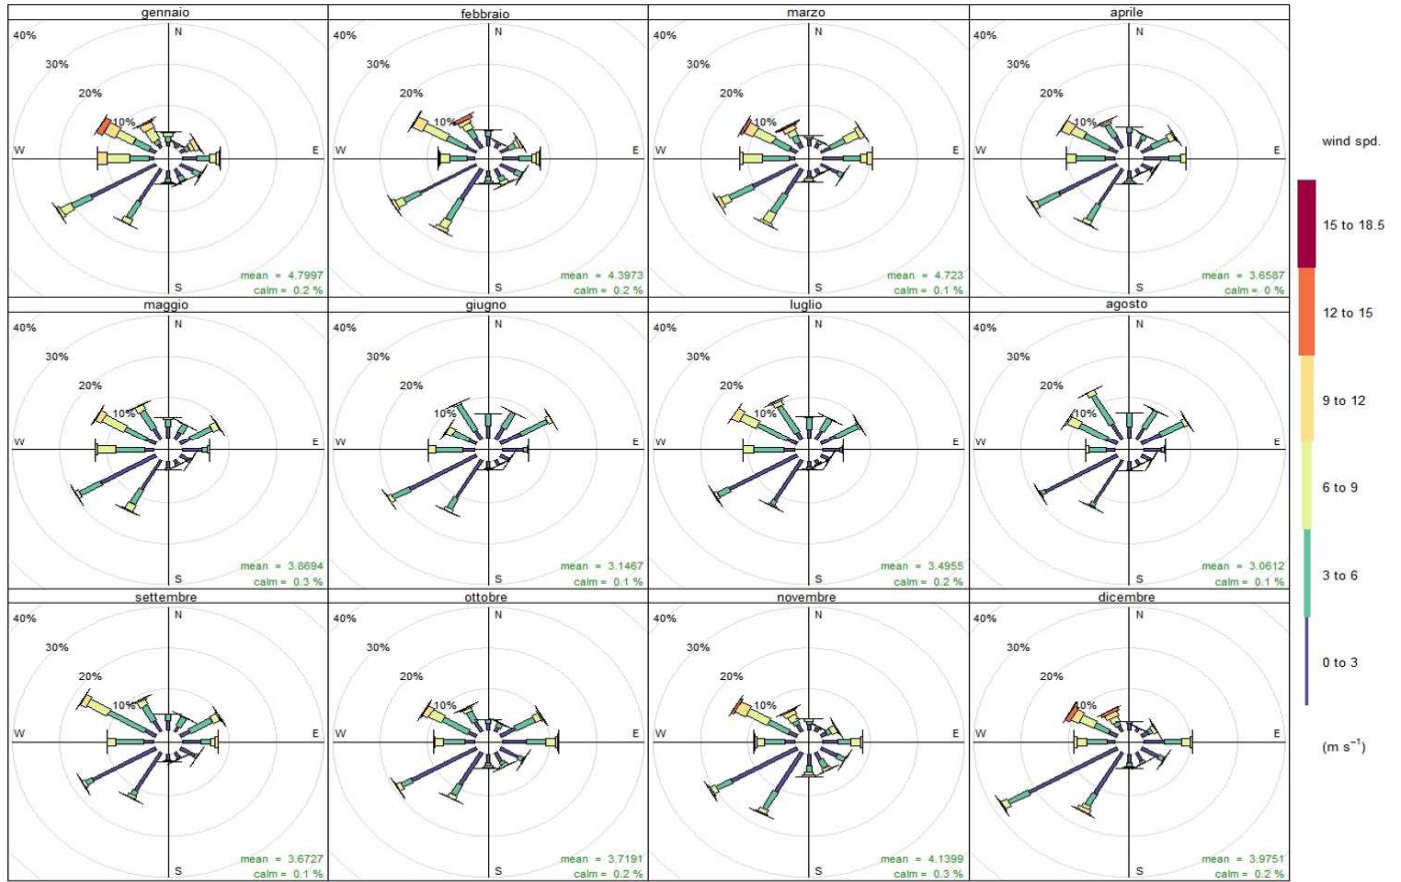 gennaio
febbraio
marzo
aprile
40%
30%
20%
10%
N
W
E
S
mean = 4.7997
calm = 0.2 %
40%
30%
20%
10%
N
W
E
S
mean = 4.3973
calm = 0.2 %
40%
30%
20%
10%
N
W
E
S
mean = 4.723
calm = 0.1 %
40%
30%
20%
10%
N
W
E
S
mean = 3.6587
calm = 0 %
maggio
giugno
luglio
agosto
40%
30%
20%
10%
N
W
E
S
mean = 3.8694
calm = 0.3 %
40%
30%
20%
10%
N
W
E
S
mean = 3.1467
calm = 0.1 %
40%
30%
20%
10%
N
W
E
S
mean = 3.4955
calm = 0.2 %
40%
30%
20%
10%
N
W
E
S
mean = 3.0612
calm = 0.1 %
settembre
ottobre
novembre
dicembre
40%
30%
20%
10%
N
W
E
S
mean = 3.6727
calm = 0.1 %
40%
30%
20%
10%
N
W
E
S
mean = 3.7191
calm = 0.2 %
40%
30%
20%
10%
N
W
E
S
mean = 4.1399
calm = 0.3 %
40%
30%
20%
10%
N
W
E
S
mean = 3.9751
calm = 0.2 %
wind spd.
15 to 18.5
12 to 15
9 to 12
6 to 9
3 to 6
0 to 3
(m s⁻¹)